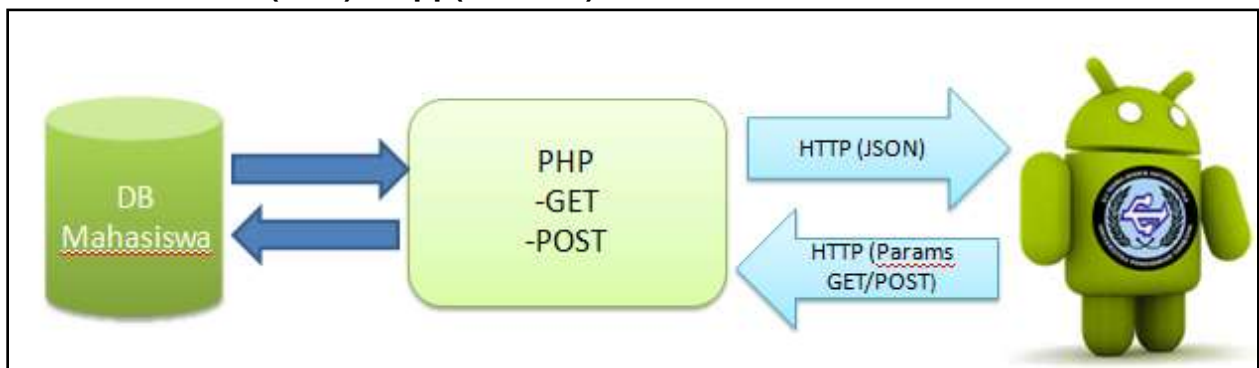 DB
Mahasiswa
PHP
-GET
-POST
HTTP (JSON)
HTTP (Params
GET/POST)